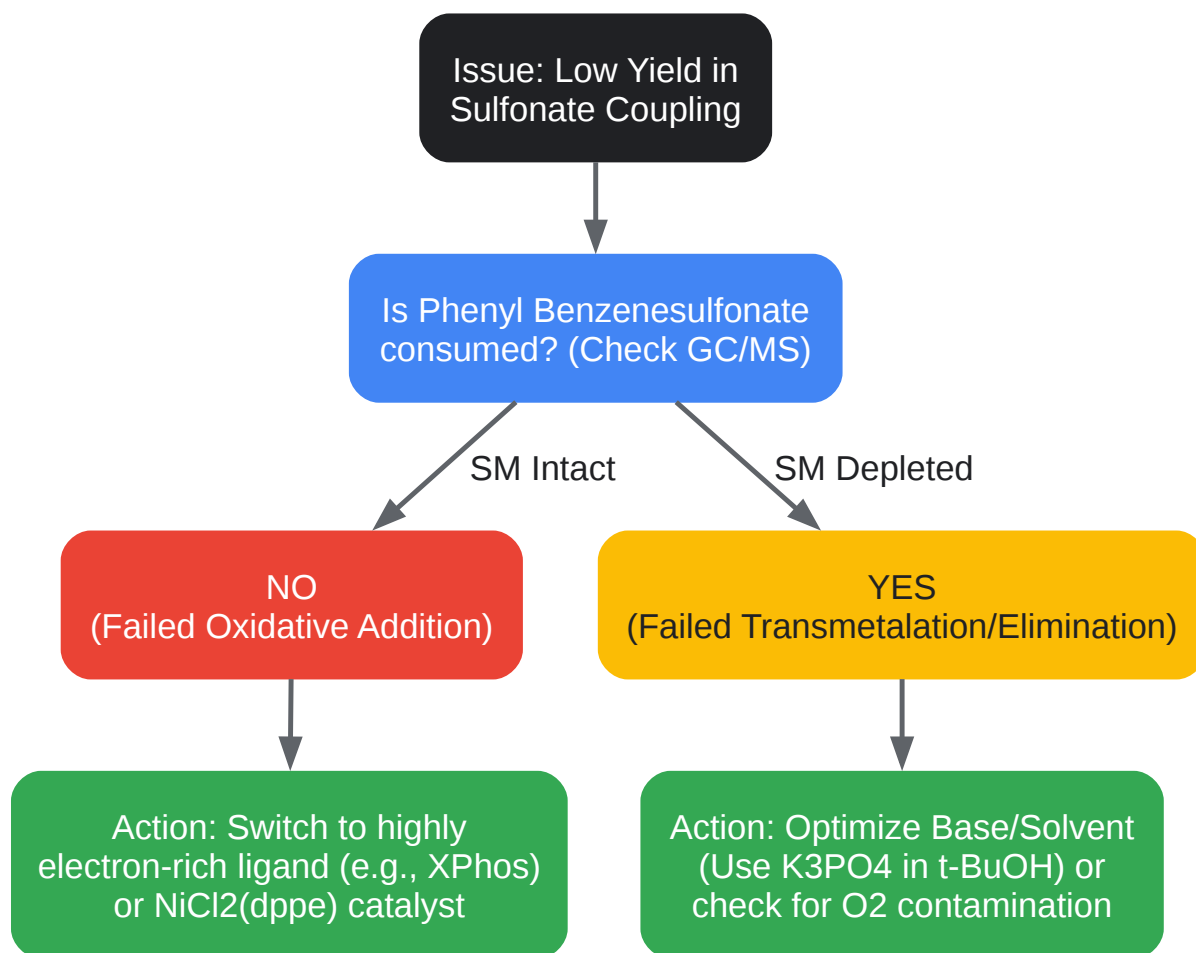 Issue: Low Yield in
Sulfonate Coupling
Is Phenyl Benzenesulfonate
consumed? (Check GC/MS)
SM Intact
SM Depleted
NO
(Failed Oxidative Addition)
YES
(Failed Transmetalation/Elimination)
Action: Switch to highly
electron-rich ligand (e.g., XPhos)
or NiCl2(dppe) catalyst
Action: Optimize Base/Solvent
(Use K3PO4 in t-BuOH) or
check for O2 contamination